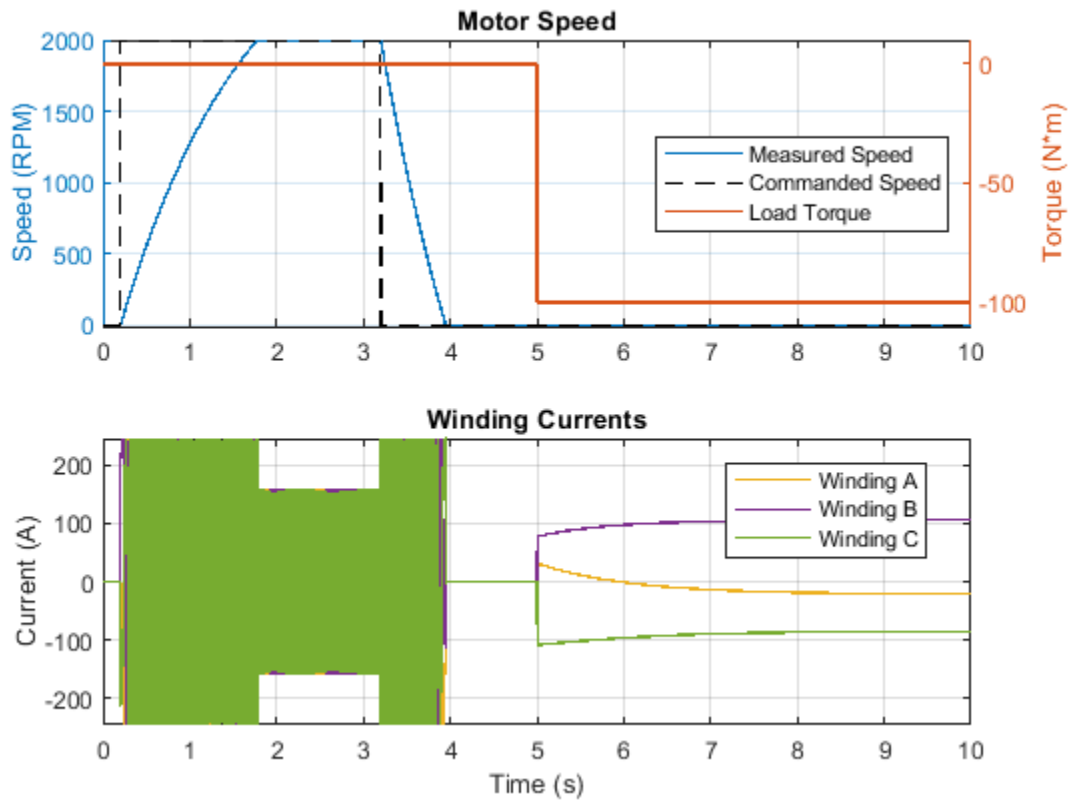 Motor Speed
2000
1500
1000
500
0
Speed (RPM)
0
-50
-100
Torque (N*m)
Measured Speed
Commanded Speed
Load Torque
0 1 2 3 4 5 6 7 8 9 10
Winding Currents
200
100
0
-100
-200
Current (A)
Winding A
Winding B
Winding C
0 1 2 3 4 5 6 7 8 9 10
Time (s)